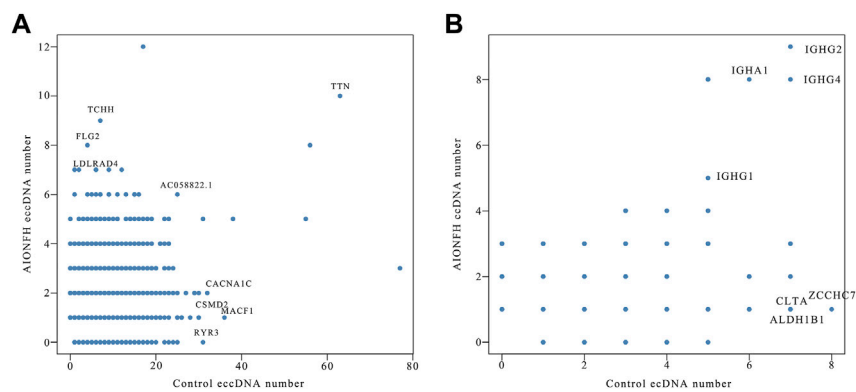 A
12
10
8
6
4
2
0
AIONFH eccDNA number
TTN
TCHH
FLG2
LDLRAD4
AC058822.1
CACNA1C
CSMD2
MACF1
RYR3
0
20
40
60
80
Control eccDNA number
B
8
6
4
2
0
AIONFH ccDNA number
IGHG2
IGHA1
IGHG4
IGHG1
ZCCHC7
CLTA
ALDH1B1
0
2
4
6
8
Control ecDNA number